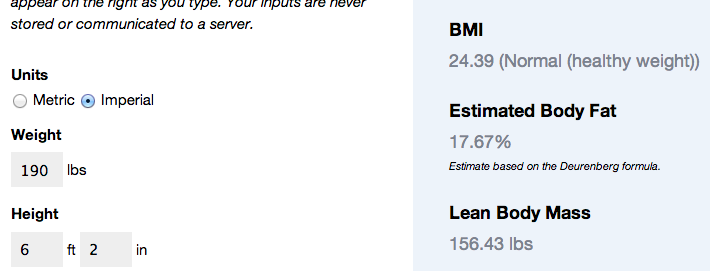 appear on the right as you type. Your inputs are never
stored or communicated to a server.
Units
Metric Imperial
Weight
190 lbs
Height
6 ft 2 in
BMI
24.39 (Normal (healthy weight))
Estimated Body Fat
17.67%
Estimate based on the Deurenberg formula.
Lean Body Mass
156.43 lbs